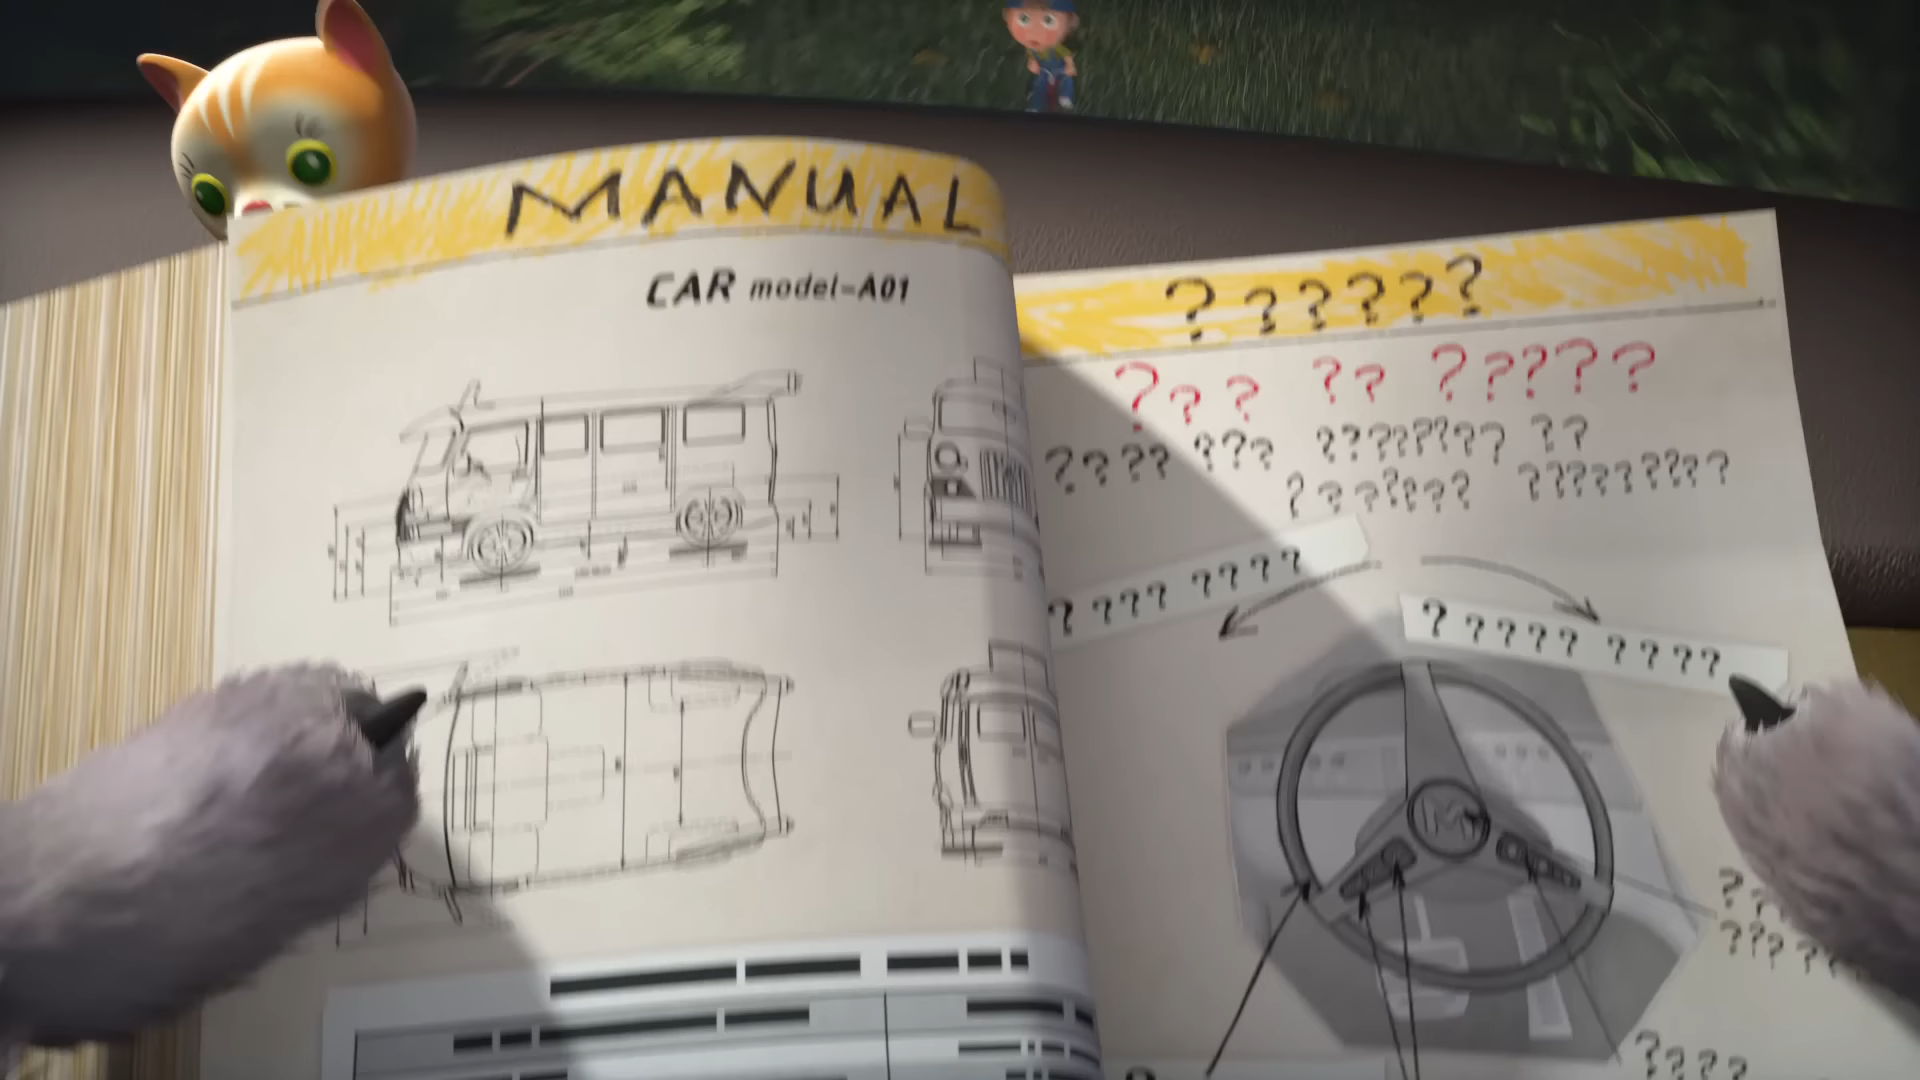 MANUAL
CAR model-A01
??????
??? ?? ?????
???? ??? ???????? ??
??????? ?????????
? ??? ????
? ???? ????
M
???
????